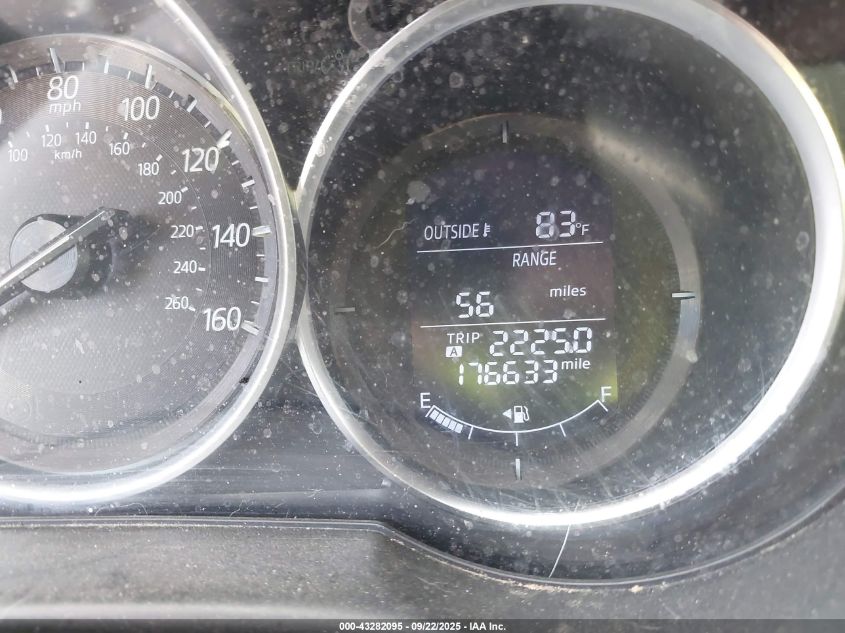 80
mph
100
120
140
160
100
120
140
160
180
200
220
240
260
km/h
OUTSIDE 83°F
RANGE
56 miles
TRIP A 2225.0
176633 mile
E F
000-43282095 - 09/22/2025 - IAA Inc.